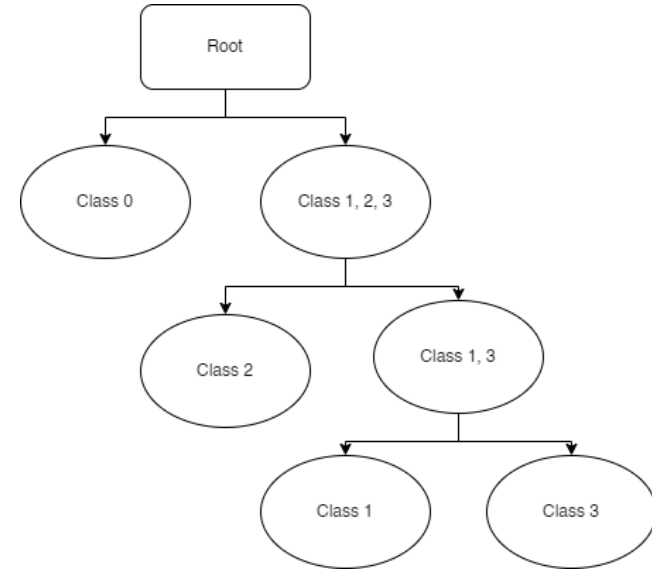 Root
Class 0
Class 1, 2, 3
Class 2
Class 1, 3
Class 1
Class 3